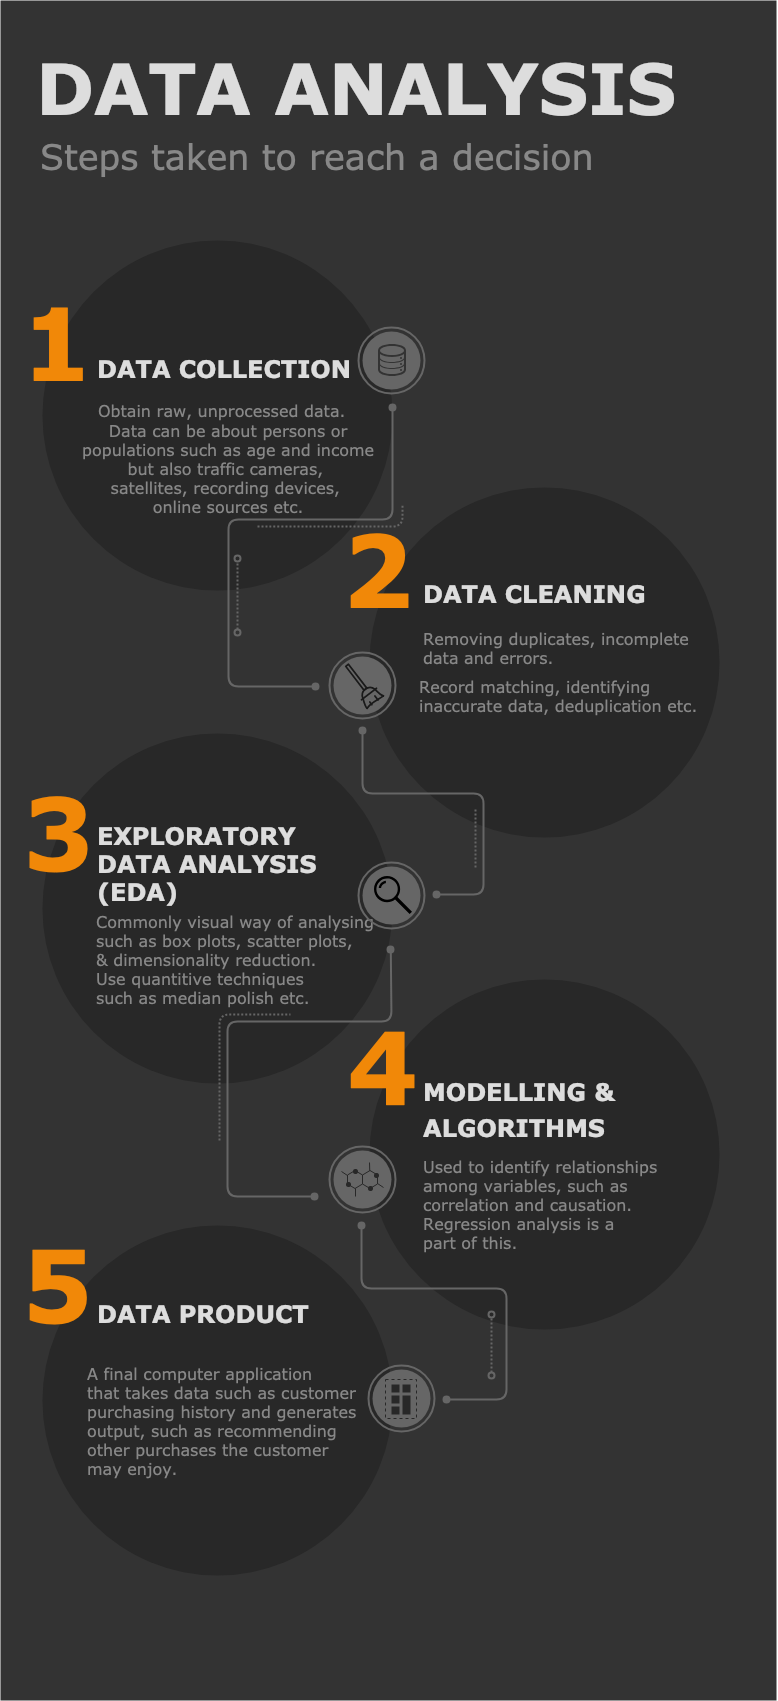 DATA ANALYSIS
Steps taken to reach a decision
1
DATA COLLECTION
Obtain raw, unprocessed data.
Data can be about persons or
populations such as age and income
but also traffic cameras,
satellites, recording devices,
online sources etc.
2
DATA CLEANING
Removing duplicates, incomplete
data and errors.
Record matching, identifying
inaccurate data, deduplication etc.
3
EXPLORATORY
DATA ANALYSIS
(EDA)
Commonly visual way of analysing
such as box plots, scatter plots,
& dimensionality reduction.
Use quantitive techniques
such as median polish etc.
4
MODELLING &
ALGORITHMS
Used to identify relationships
among variables, such as
correlation and causation.
Regression analysis is a
part of this.
5
DATA PRODUCT
A final computer application
that takes data such as customer
purchasing history and generates
output, such as recommending
other purchases the customer
may enjoy.